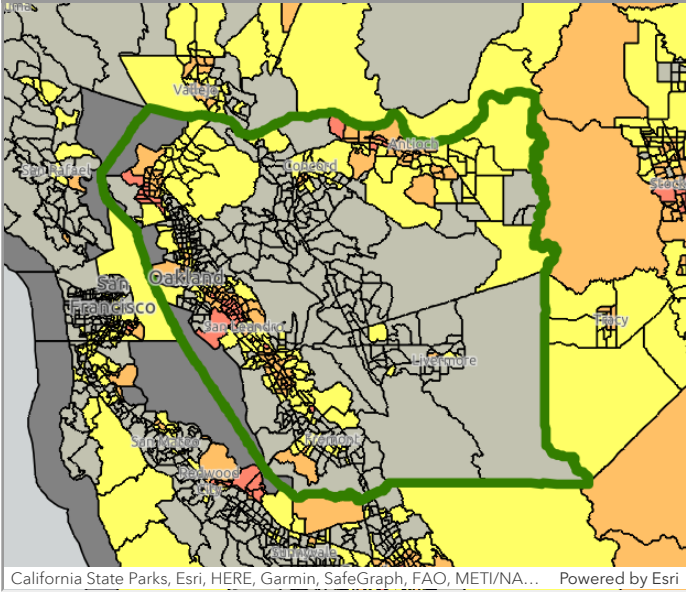 Vallejo
San Rafael
Concord
Antioch
Stock
San
Francisco
Oakland
San Leandro
Tracy
Livermore
San Mateo
Fremont
Redwood
City
Sunnyvale
California State Parks, Esri, HERE, Garmin, SafeGraph, FAO, METI/NA... Powered by Esri